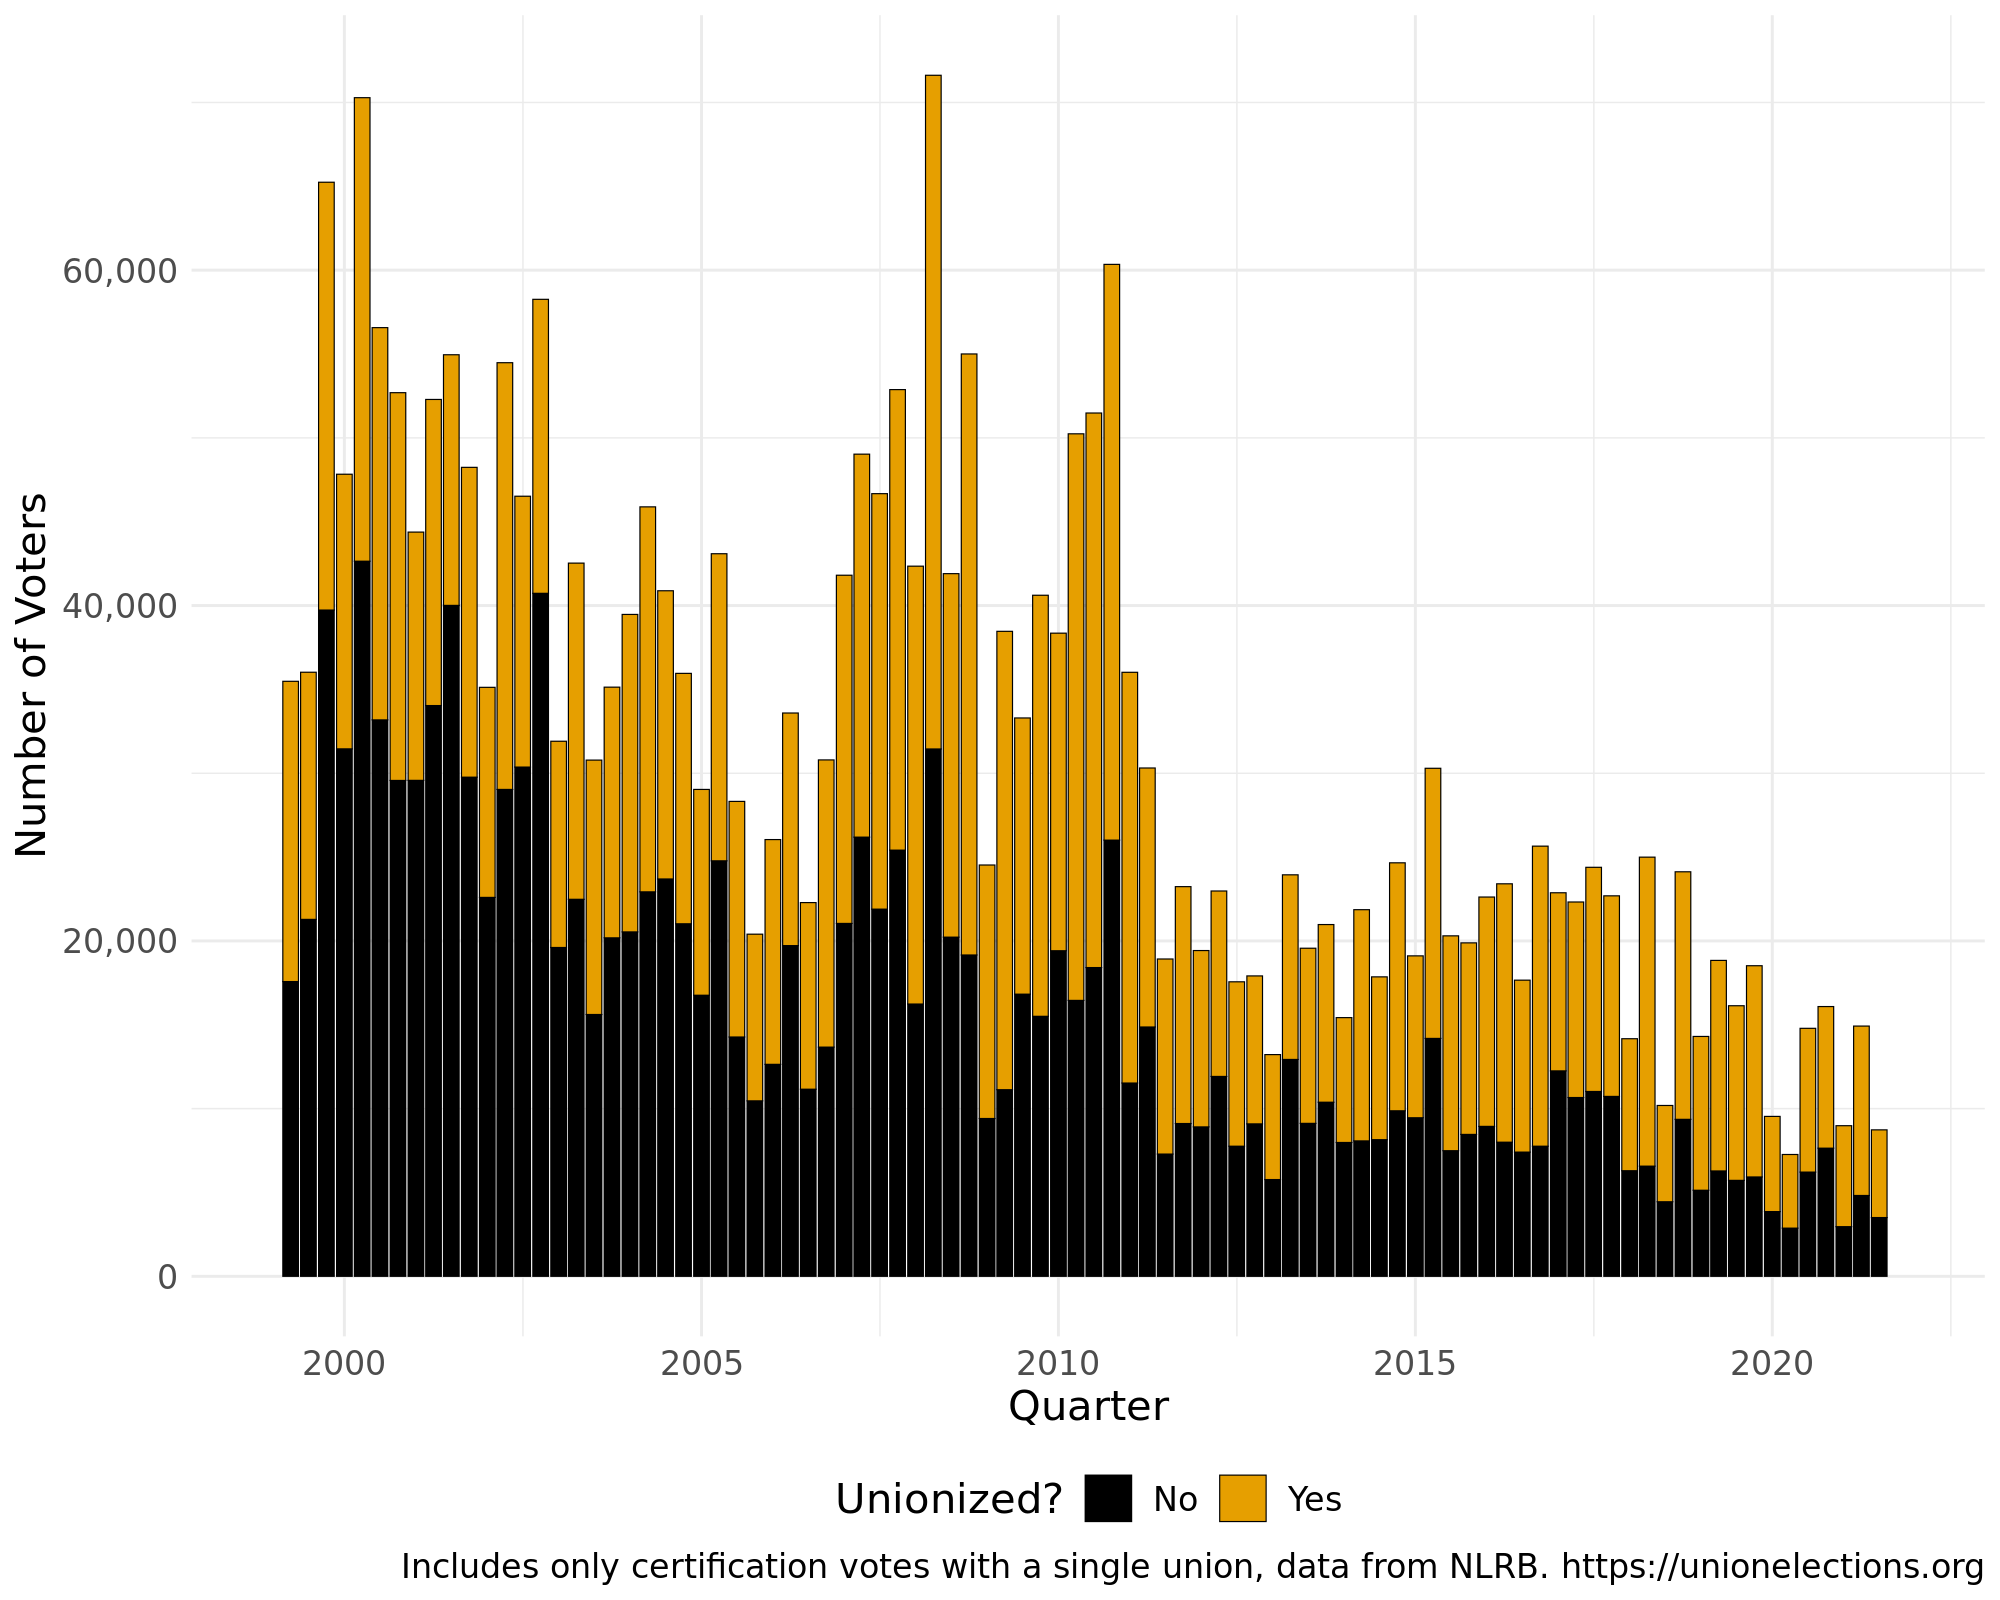 Number of Voters
60,000
40,000
20,000
0
2000 2005 2010 2015 2020
Quarter
Unionized? No Yes
Includes only certification votes with a single union, data from NLRB. https://unionelections.org